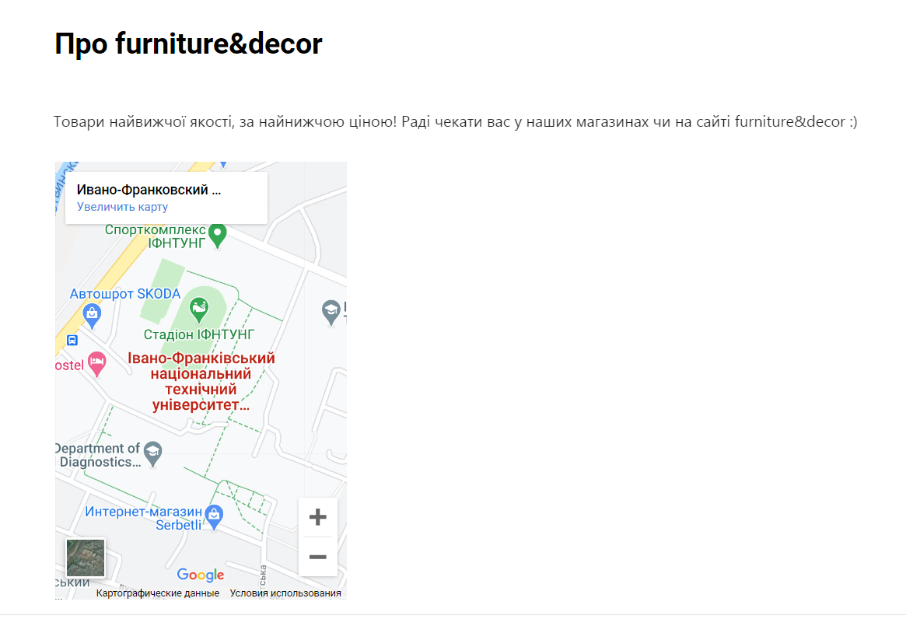 Про furniture&decor
Товари найвижчої якості, за найнижчою ціною! Раді чекати вас у наших магазинах чи на сайті furniture&decor :)
Ивано-Франковский ...
Увеличить карту
Спорткомплекс
ІФНТУНГ
Автошрот SKODA
Стадіон ІФНТУНГ
ostel
Івано-Франківський
національний
технічний
університет...
Department of
Diagnostics...
Интернет-магазин
Serbetli
Google
ський
ська
Картографические данные
Условия использования